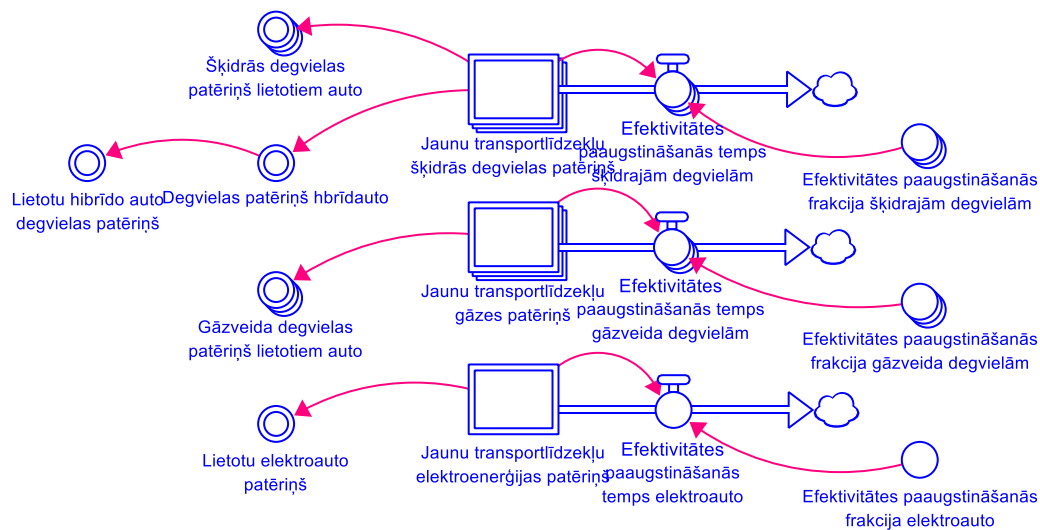 Šķidrās degvielas
patēriņš lietotiem auto
Jaunu transportlīdzekļu
šķidrās degvielas patēriņš
Efektivitātes
paaugstināšanās temps
šķidrajām degvielām
Efektivitātes paaugstināšanās
frakcija šķidrajām degvielām
Lietotu hibrīdo auto
degvielas patēriņš
Degvielas patēriņš hbrīdauto
Gāzveida degvielas
patēriņš lietotiem auto
Jaunu transportlīdzekļu
gāzes patēriņš
Efektivitātes
paaugstināšanās temps
gāzveida degvielām
Efektivitātes paaugstināšanās
frakcija gāzveida degvielām
Lietotu elektroauto
patēriņš
Jaunu transportlīdzekļu
elektroenerģijas patēriņš
Efektivitātes
paaugstināšanās
temps elektroauto
Efektivitātes paaugstināšanās
frakcija elektroauto